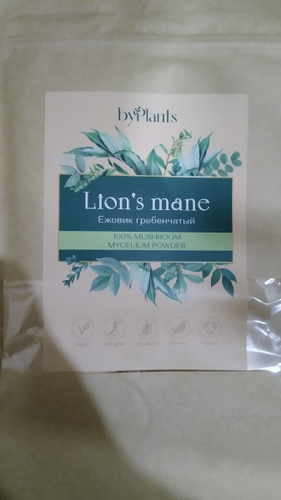 byPlants
Lion's mane
Ежовик гребенчатый
100% MUSHROOM
MYCELIUM POWDER